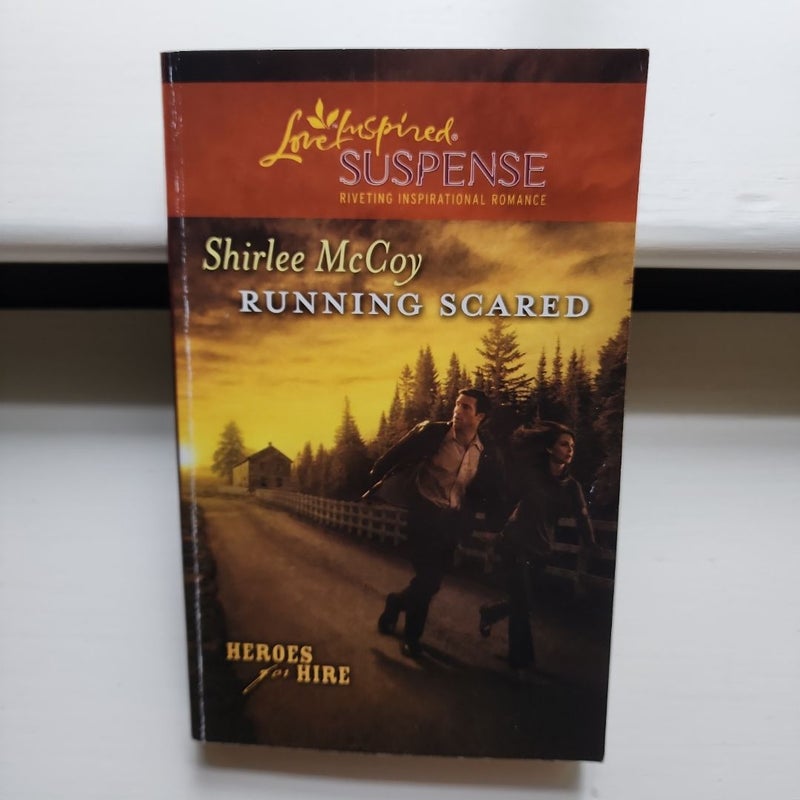 Love Inspired®
SUSPENSE
RIVETING INSPIRATIONAL ROMANCE
Shirlee McCoy
RUNNING SCARED
HEROES
for HIRE